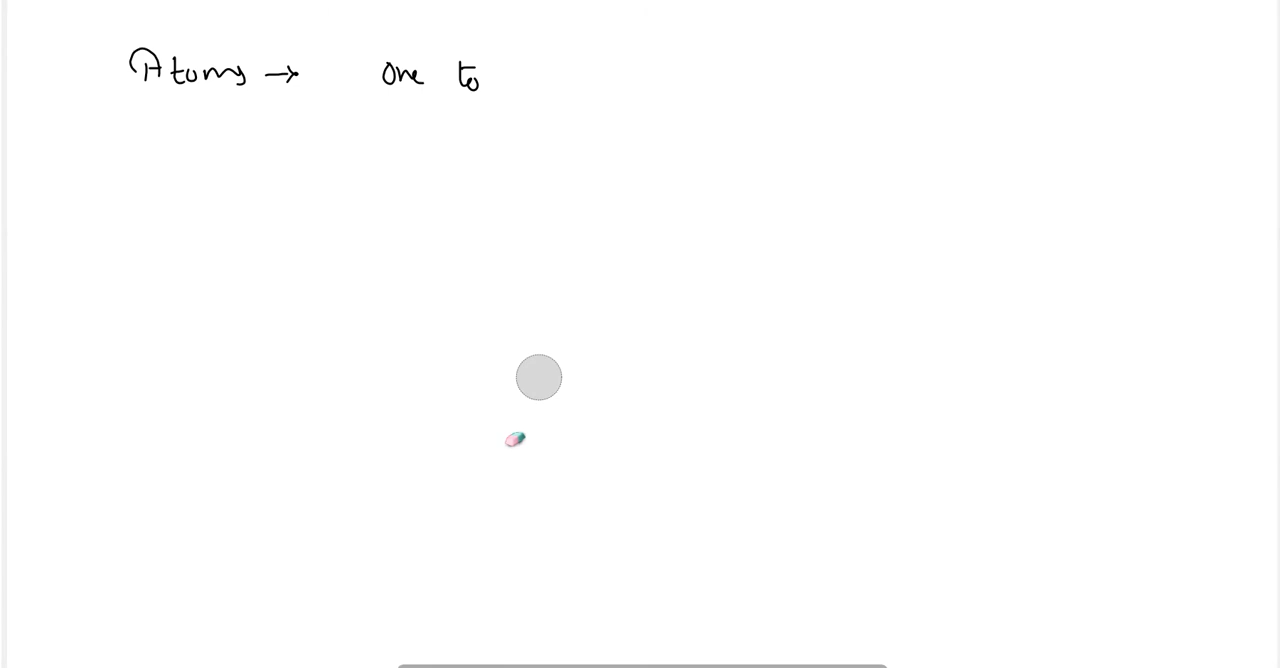 Atoms → one to